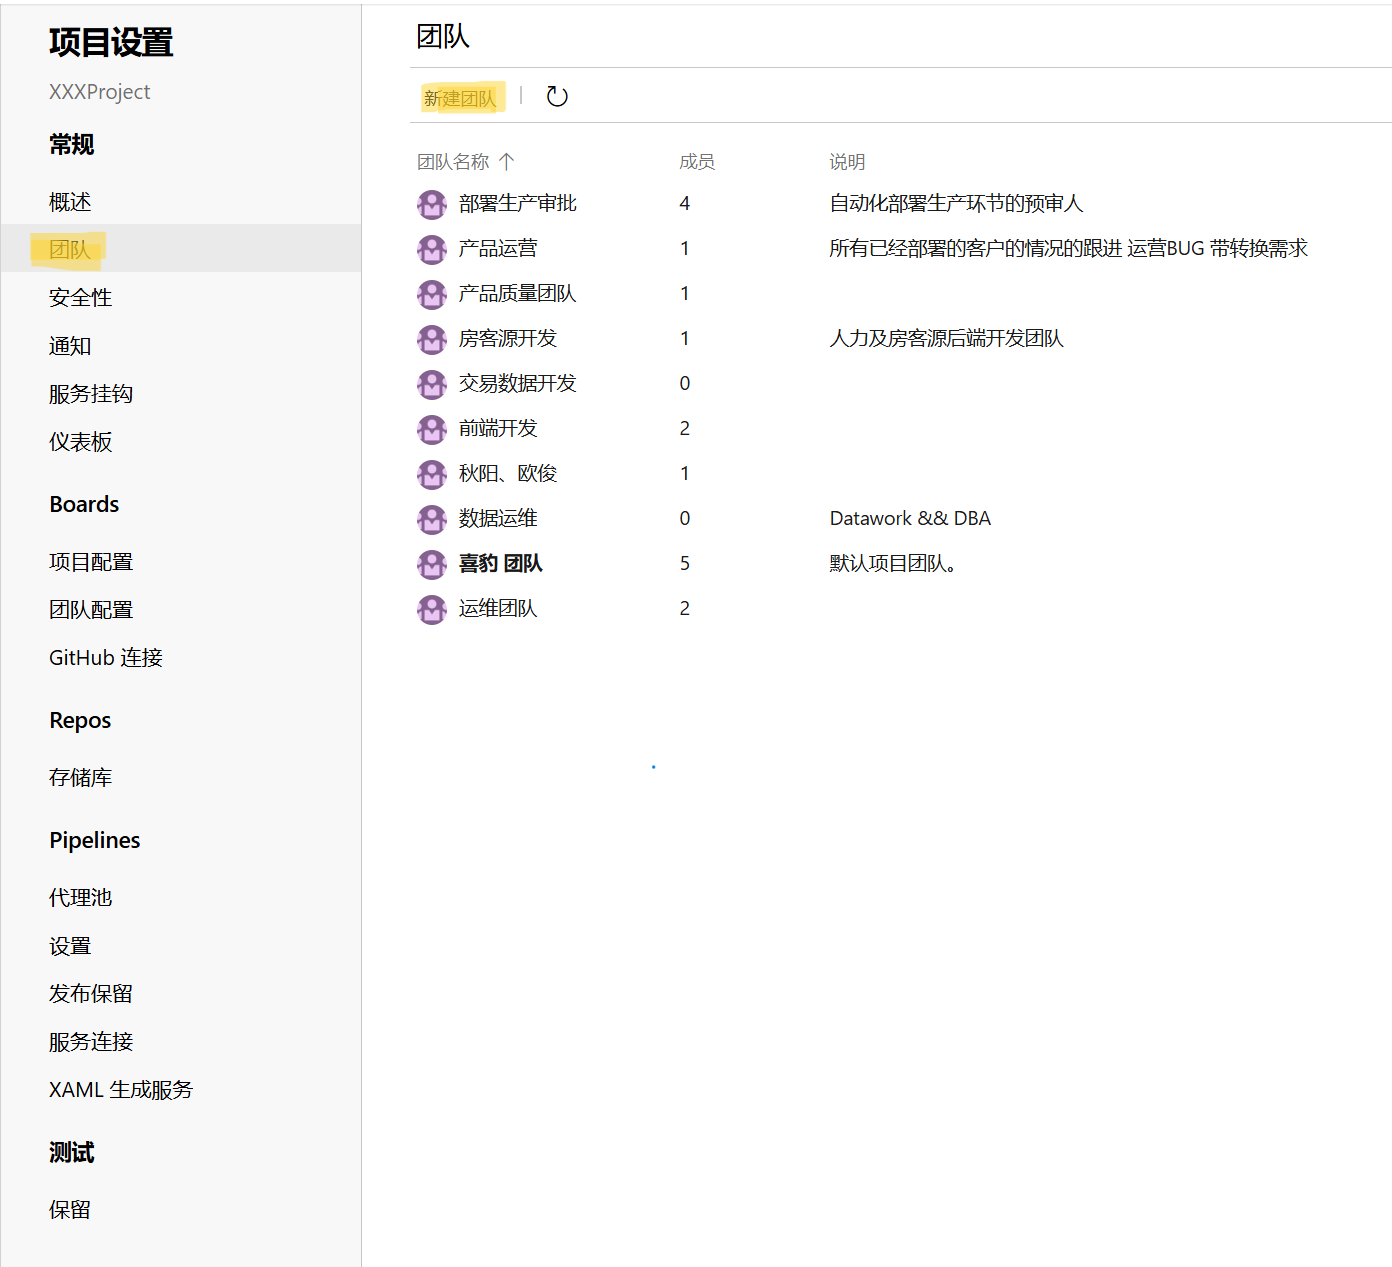 项目设置
XXXProject
常规
概述
团队
安全性
通知
服务挂钩
仪表板
Boards
项目配置
团队配置
GitHub 连接
Repos
存储库
Pipelines
代理池
设置
发布保留
服务连接
XAML 生成服务
测试
保留
团队
新建团队
团队名称 成员 说明
部署生产审批 4 自动化部署生产环节的预审人
产品运营 1 所有已经部署的客户的情况的跟进 运营BUG 带转换需求
产品质量团队 1
房客源开发 1 人力及房客源后端开发团队
交易数据开发 0
前端开发 2
秋阳、欧俊 1
数据运维 0 Datawork && DBA
喜豹 团队 5 默认项目团队。
运维团队 2